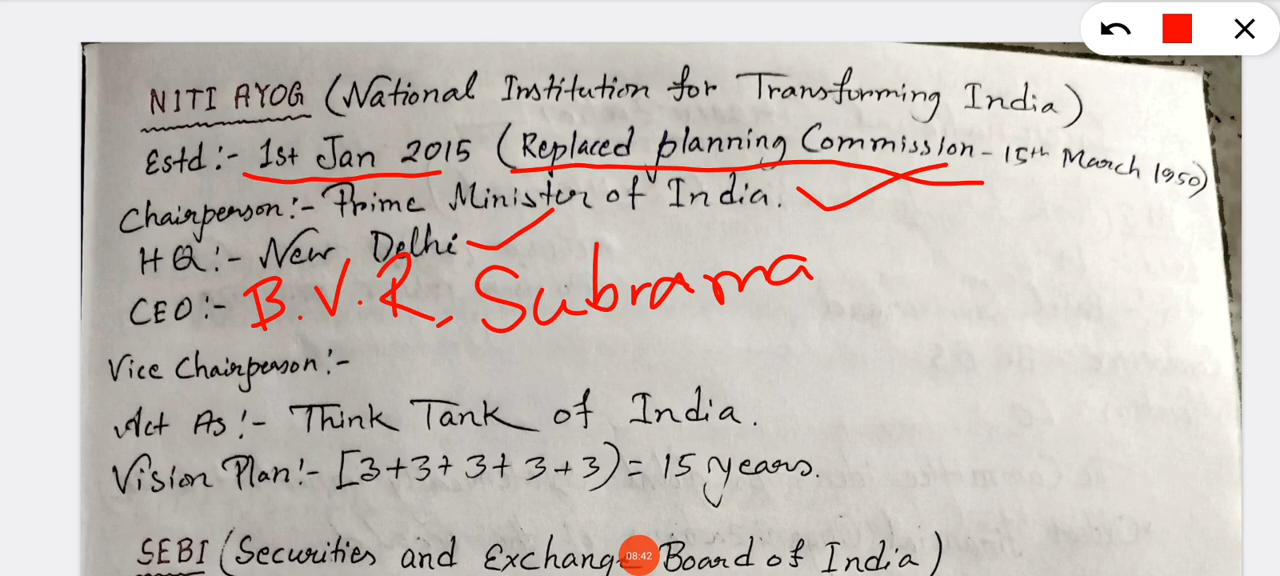 NITI AYOG (National Institution for Transforming India)
Estd:- 1st Jan 2015 (Replaced planning Commission - 15th March 1950)
Chairperson:- Prime Minister of India.
HQ:- New Delhi
CEO:- B.V.R. Subrama
Vice Chairperson:-
Act As:- Think Tank of India.
Vision Plan:- [3+3+3+3+3) = 15 years.
SEBI (Securities and Exchange Board of India)
08:42